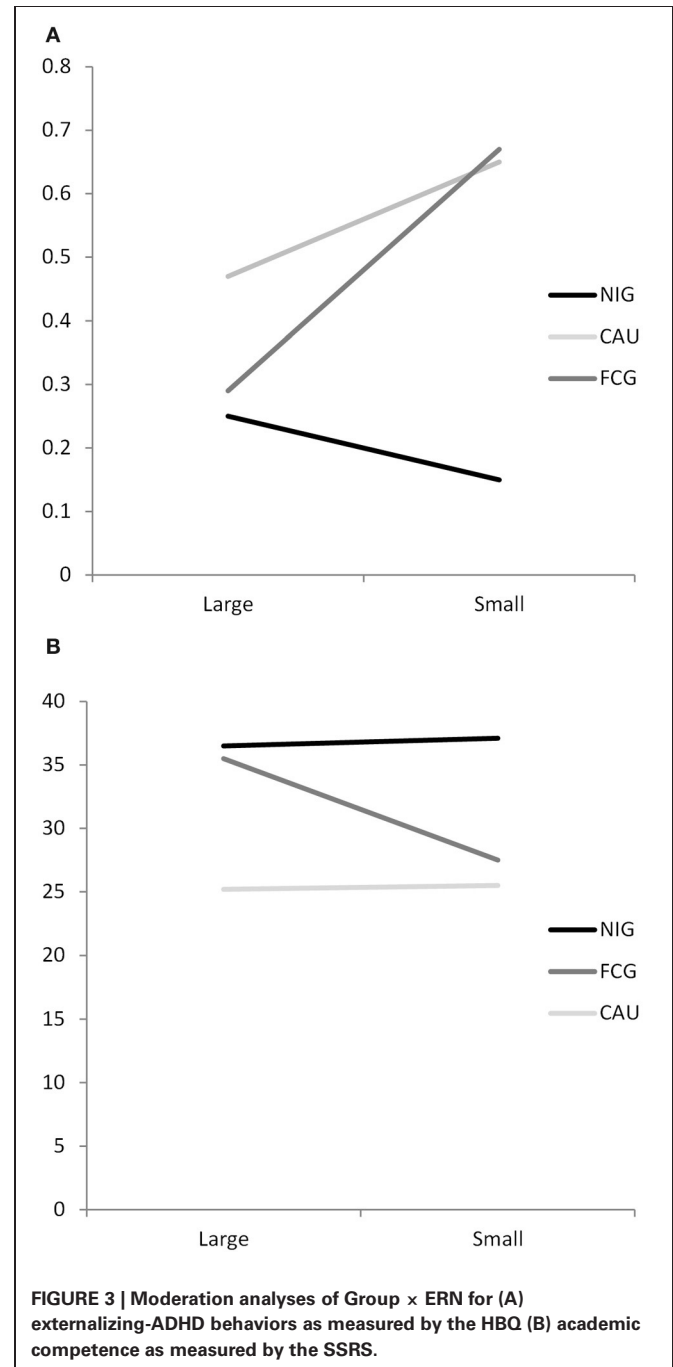 A
0.8
0.7
0.6
0.5
0.4
0.3
0.2
0.1
0
NIG
CAU
FCG
Large Small
B
40
35
30
25
20
15
10
5
0
NIG
FCG
CAU
Large Small
FIGURE 3 | Moderation analyses of Group × ERN for (A)
externalizing-ADHD behaviors as measured by the HBQ (B) academic
competence as measured by the SSRS.